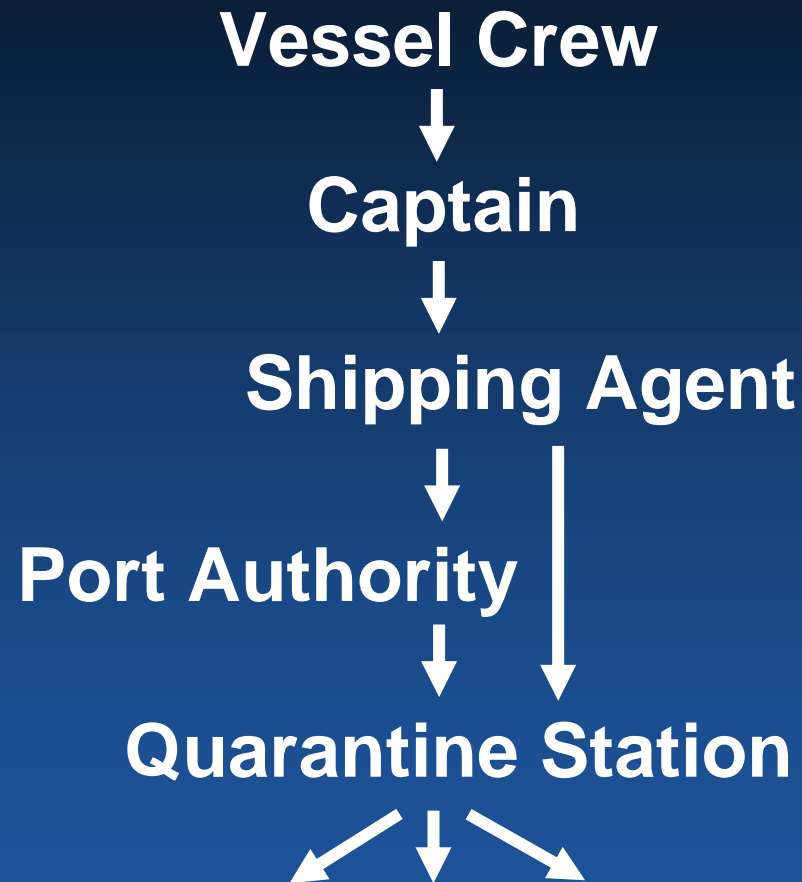 Vessel Crew
Captain
Shipping Agent
Port Authority
Quarantine Station